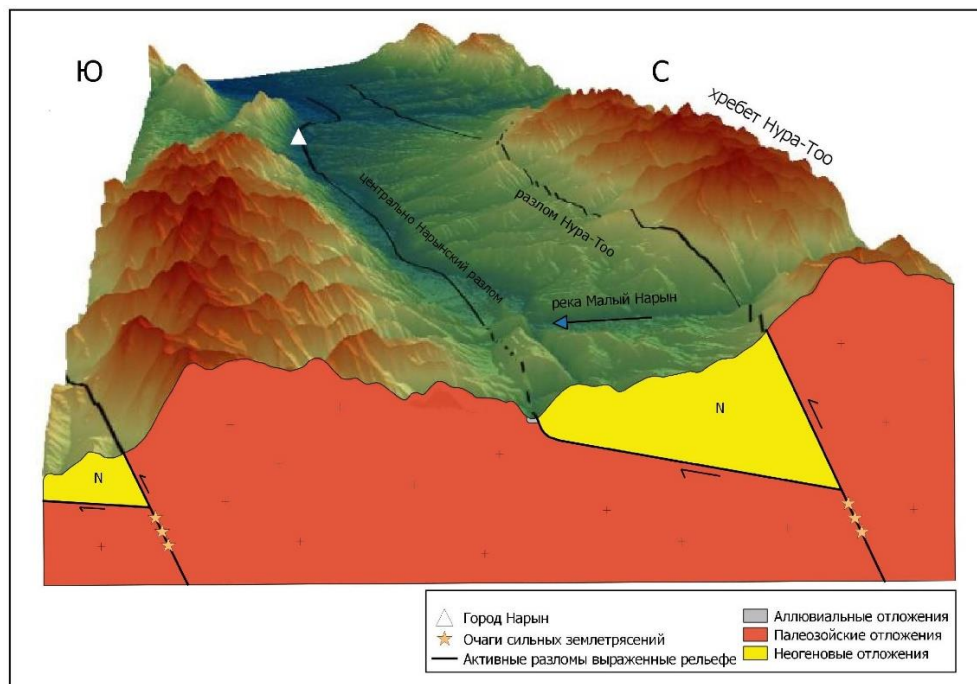 Ю
С
хребет Нура-Тоо
центрально Нарынский разлом
разлом Нура-Тоо
река Малый Нарын
N
N
Город Нарын
Очаги сильных землетрясений
Активные разломы выраженные рельефе
Аллювиальные отложения
Палеозойские отложения
Неогеновые отложения